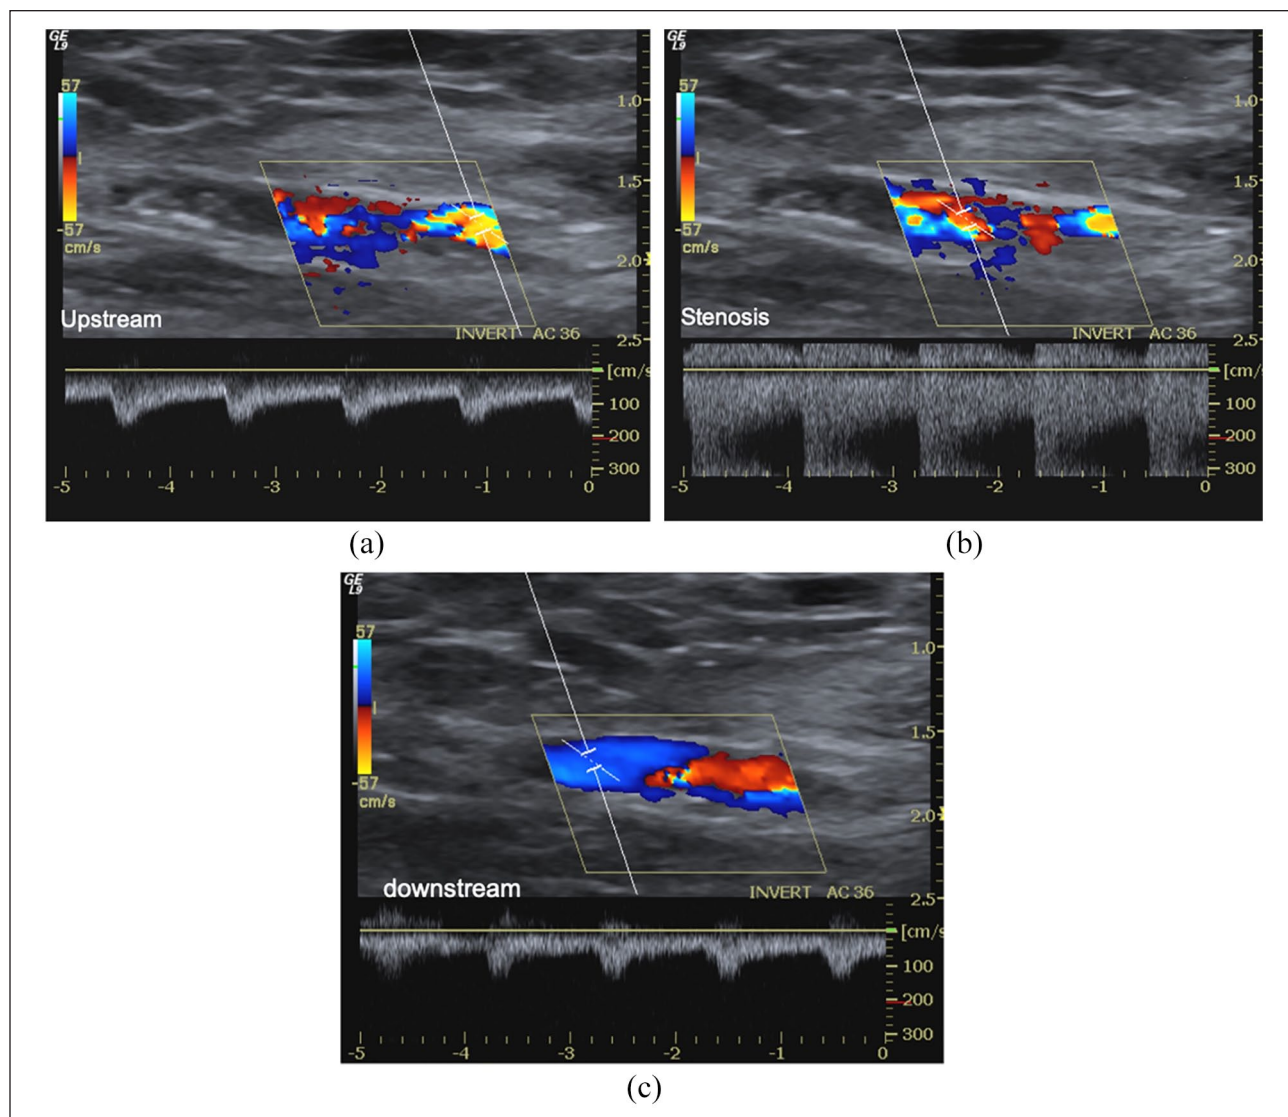 GE
L9
57
-57
cm/s
1.0
1.5
2.0
2.5
Upstream
INVERT AC 36
[cm/s
100
200
300
-5 -4 -3 -2 -1 0
(a)
GE
L9
57
-57
cm/s
1.0
1.5
2.0
2.5
Stenosis
INVERT AC 36
[cm/s
100
200
300
-5 -4 -3 -2 -1 0
(b)
GE
L9
57
-57
cm/s
1.0
1.5
2.0
2.5
downstream
INVERT AC 36
[cm/s
100
200
300
-5 -4 -3 -2 -1 0
(c)